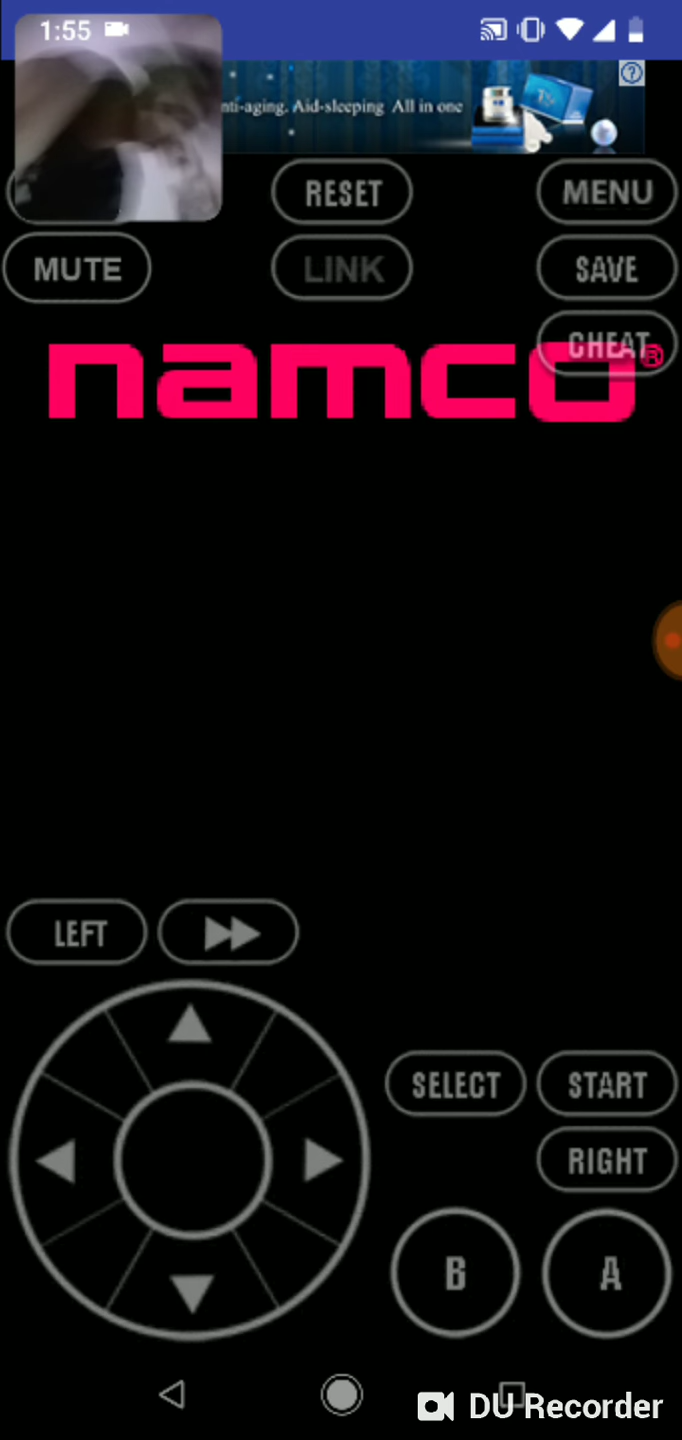 1:55
nti-aging. Aid-sleeping All in one
RESET
MENU
MUTE
LINK
SAVE
CHEAT
namco®
LEFT
SELECT
START
RIGHT
B
A
DU Recorder